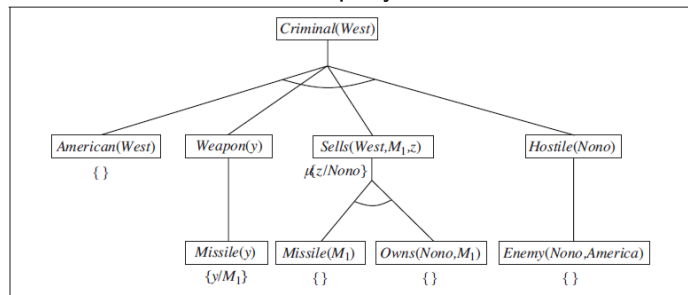 Criminal(West)
American(West) Weapon(y) Sells(West,M₁,z) Hostile(Nono)
{ } μ{z/Nono}
Missile(y) Missile(M₁) Owns(Nono,M₁) Enemy(Nono,America)
{y/M₁} { } { } { }